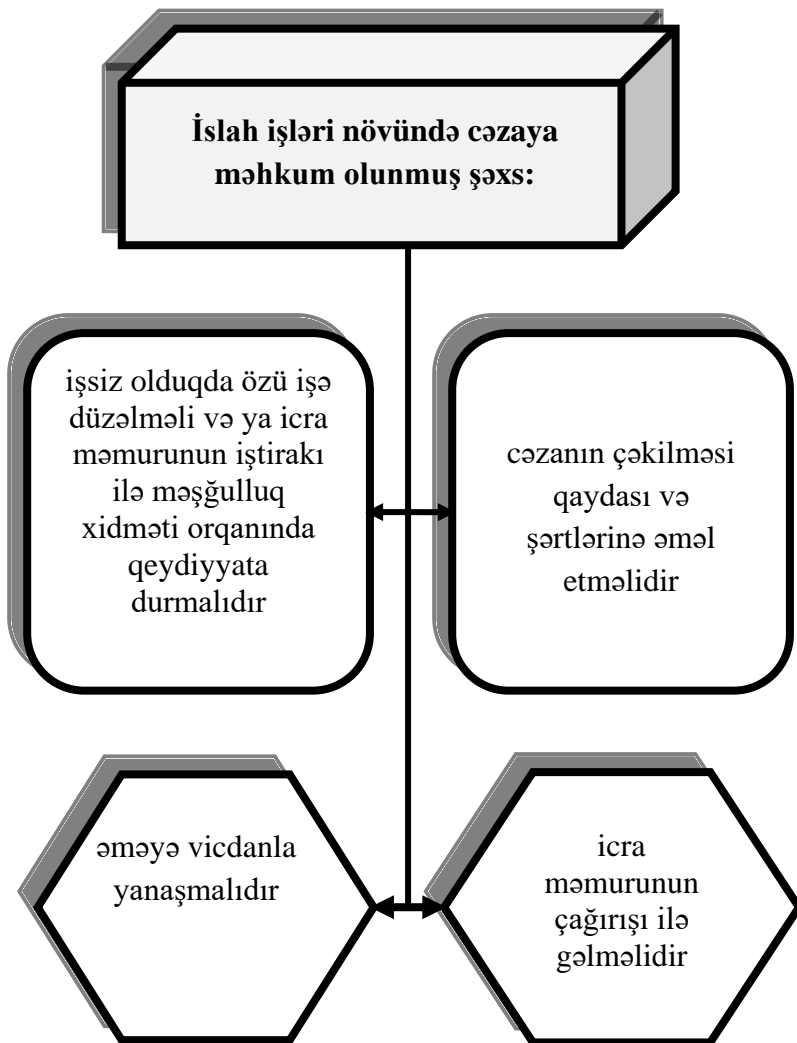 İslah işləri növündə cəzaya
məhkum olunmuş şəxs:
işsiz olduqda özü işə
düzəlməli və ya icra
məmurunun iştirakı
ilə məşğulluq
xidməti orqanında
qeydiyyata
durmalıdır
cəzanın çəkilməsi
qaydası və
şərtlərinə əməl
etməlidir
əməyə vicdanla
yanaşmalıdır
icra
məmurunun
çağırışı ilə
gəlməlidir